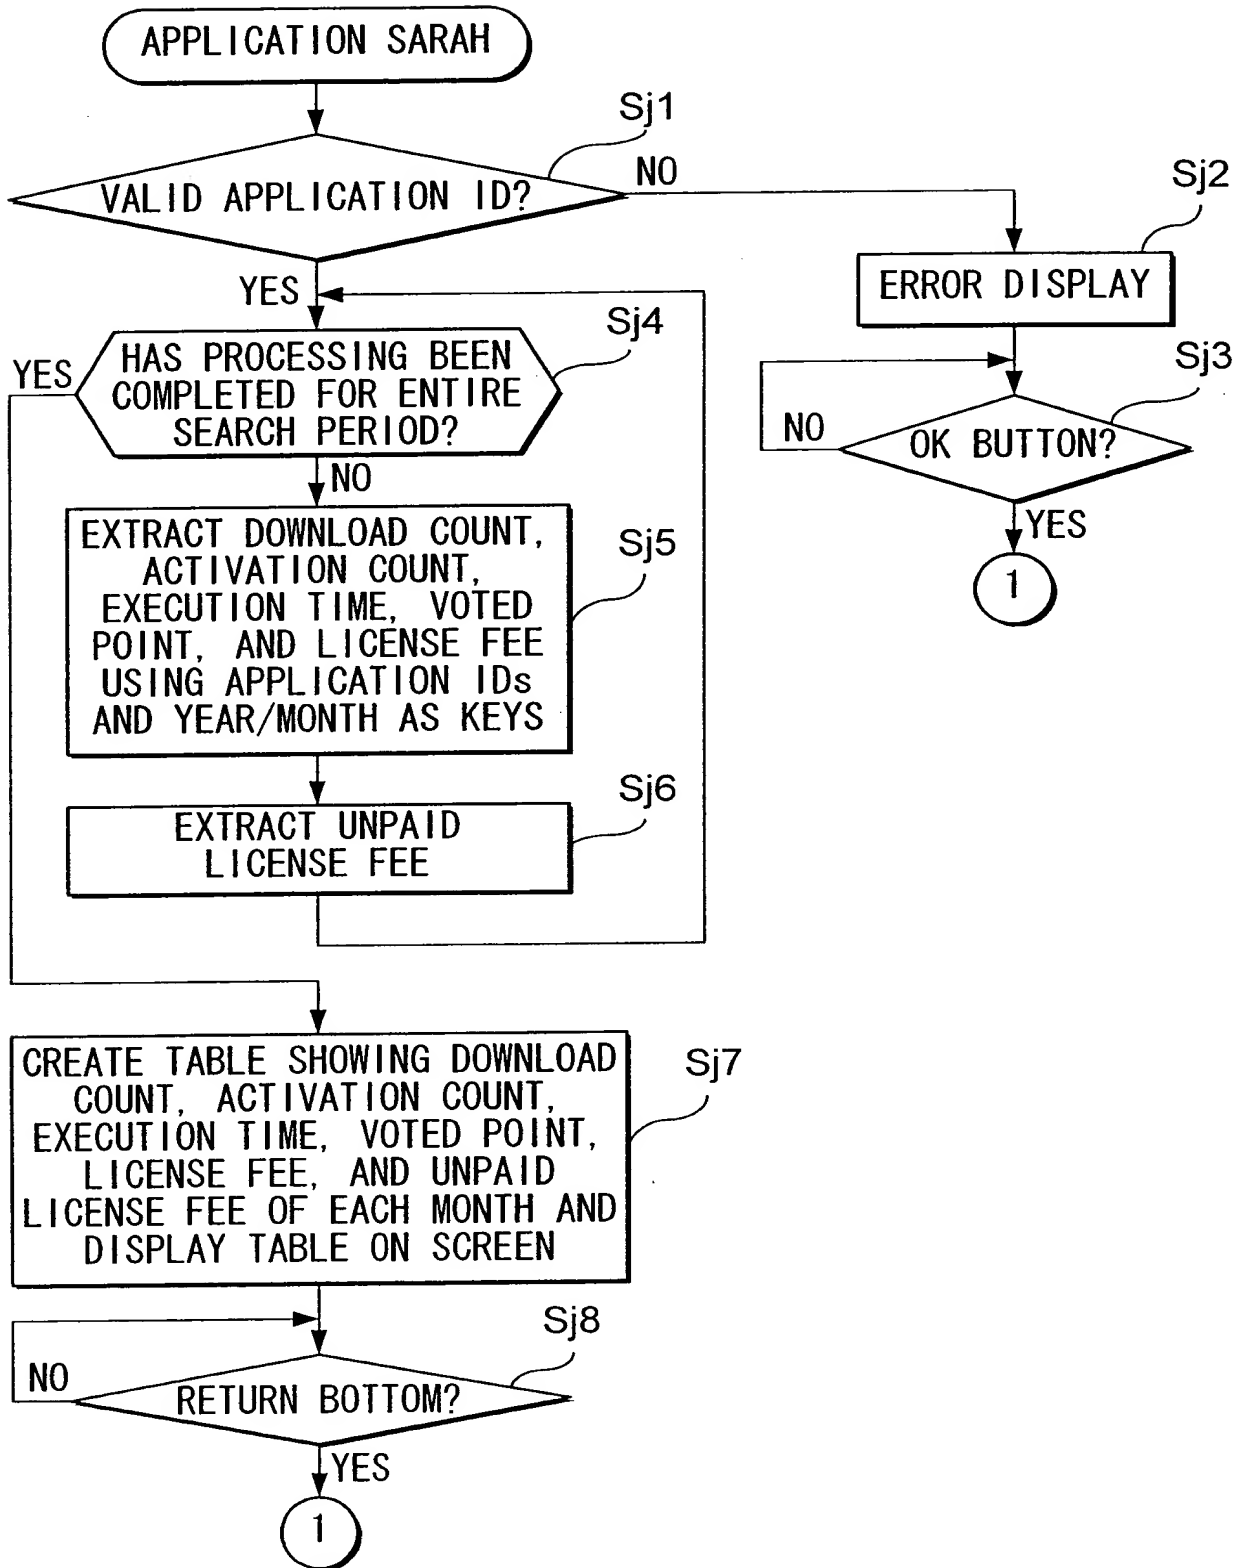 APPLICATION SARAH
Sj1
VALID APPLICATION ID?
NO
Sj2
ERROR DISPLAY
YES
Sj4
Sj3
YES
HAS PROCESSING BEEN
COMPLETED FOR ENTIRE
SEARCH PERIOD?
NO
OK BUTTON?
NO
YES
1
EXTRACT DOWNLOAD COUNT,
ACTIVATION COUNT,
EXECUTION TIME, VOTED
POINT, AND LICENSE FEE
USING APPLICATION IDs
AND YEAR/MONTH AS KEYS
Sj5
Sj6
EXTRACT UNPAID
LICENSE FEE
CREATE TABLE SHOWING DOWNLOAD
COUNT, ACTIVATION COUNT,
EXECUTION TIME, VOTED POINT,
LICENSE FEE, AND UNPAID
LICENSE FEE OF EACH MONTH AND
DISPLAY TABLE ON SCREEN
Sj7
Sj8
NO
RETURN BOTTOM?
YES
1